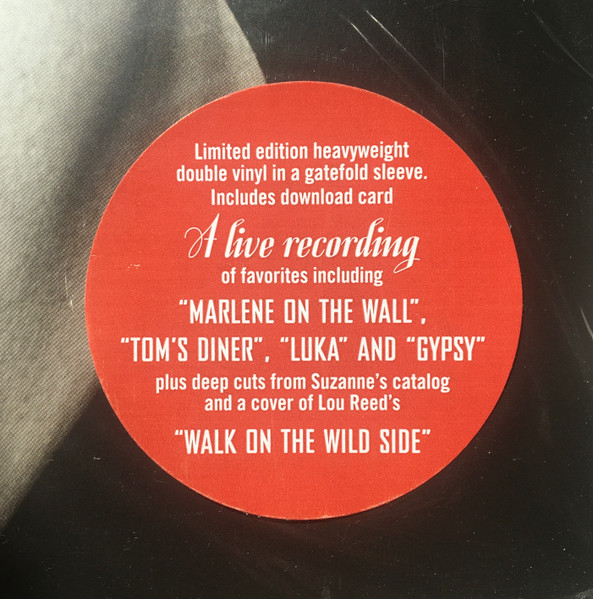 Limited edition heavyweight
double vinyl in a gatefold sleeve.
Includes download card
A live recording
of favorites including
“MARLENE ON THE WALL”,
“TOM’S DINER”, “LUKA” AND “GYPSY”
plus deep cuts from Suzanne’s catalog
and a cover of Lou Reed’s
“WALK ON THE WILD SIDE”